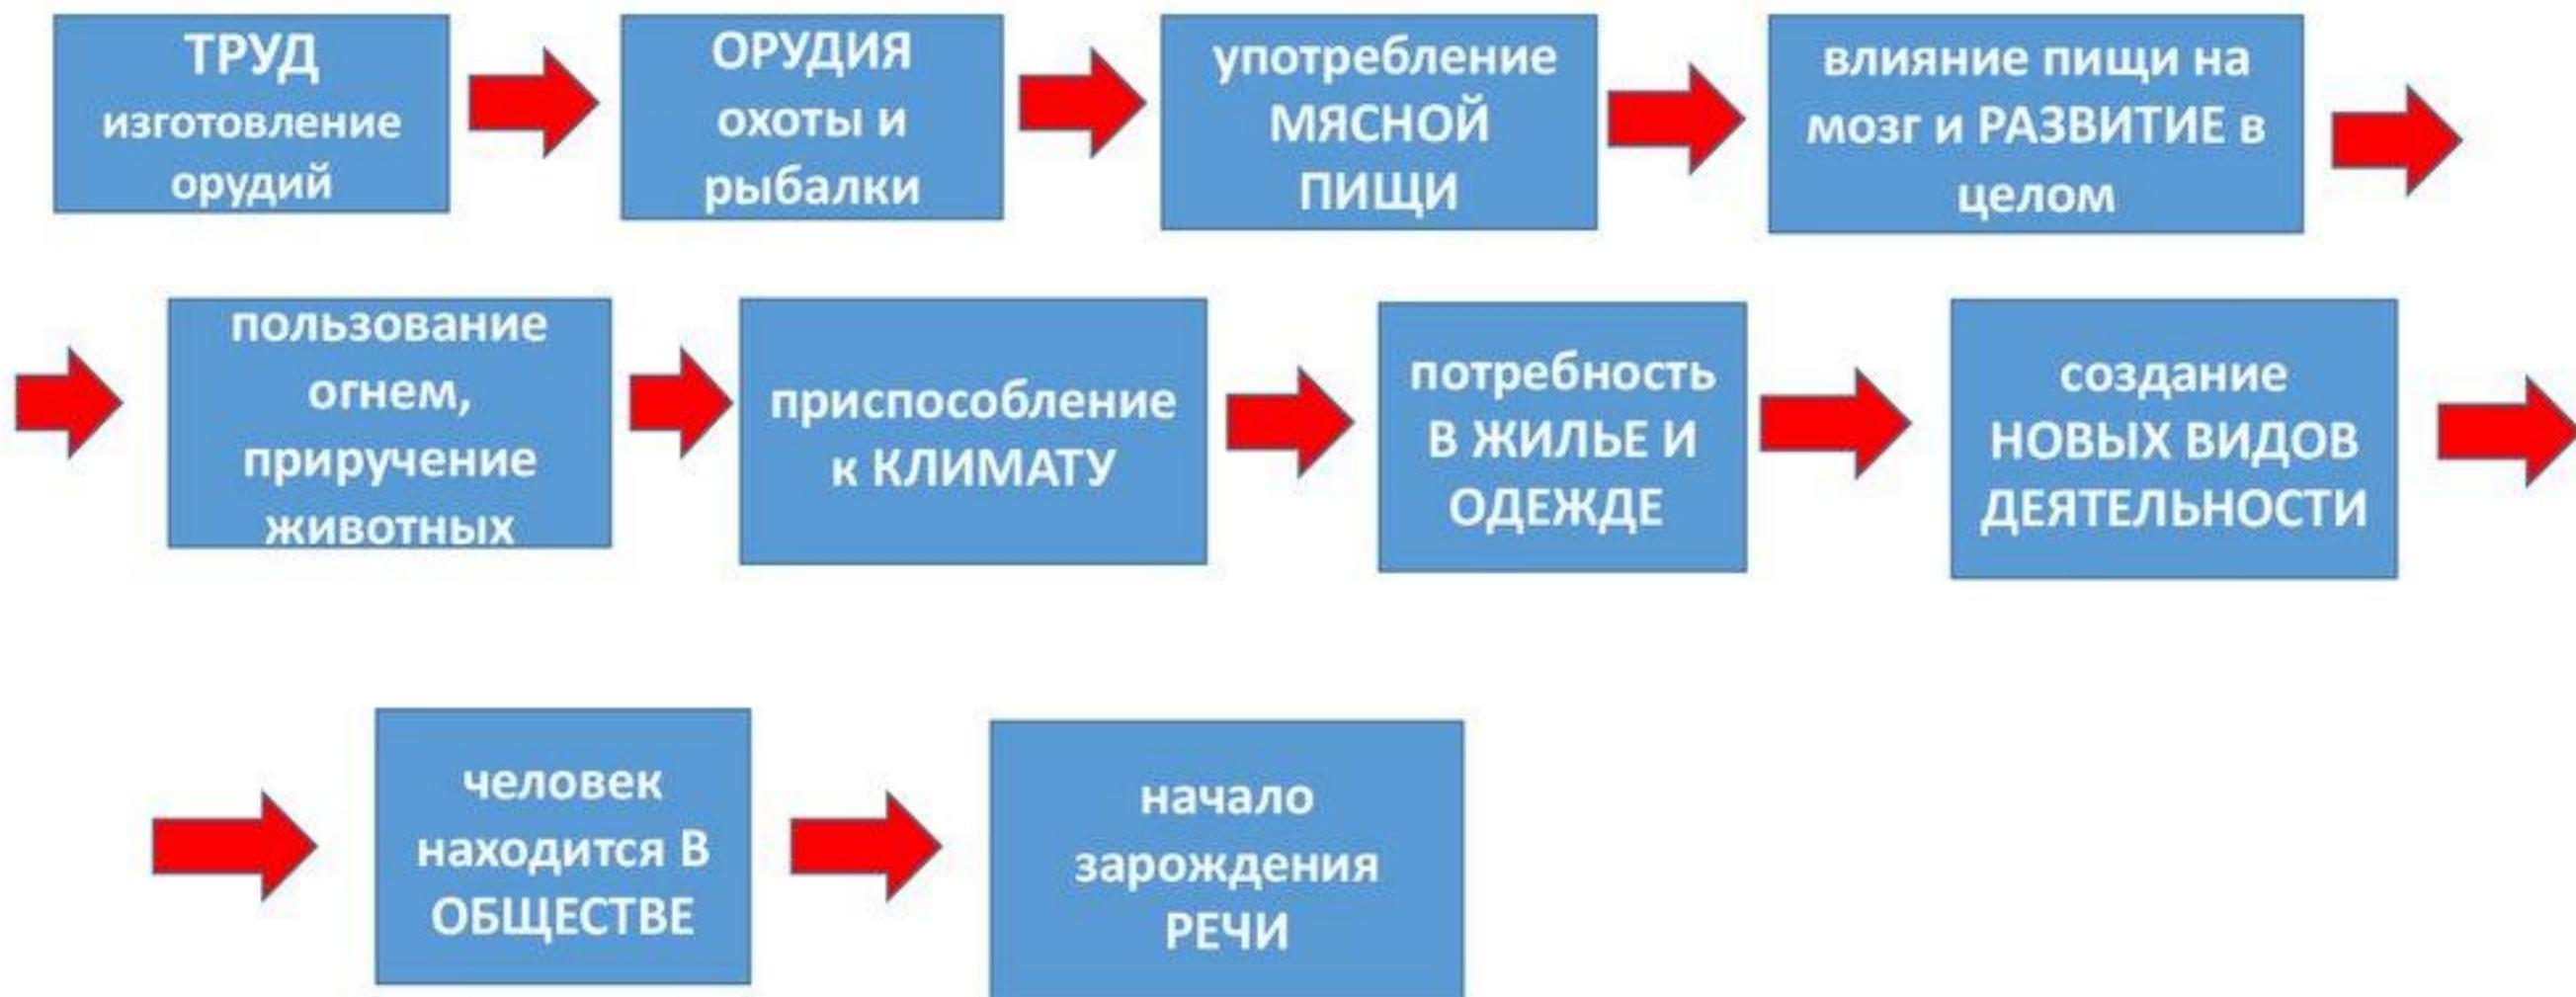 ТРУД
изготовление
орудий
ОРУДИЯ
охоты и
рыбалки
употребление
МЯСНОЙ
ПИЩИ
влияние пищи на
мозг и РАЗВИТИЕ в
целом
пользование
огнем,
приручение
животных
приспособление
к КЛИМАТУ
потребность
В ЖИЛЬЕ И
ОДЕЖДЕ
создание
НОВЫХ ВИДОВ
ДЕЯТЕЛЬНОСТИ
человек
находится В
ОБЩЕСТВЕ
начало
зарождения
РЕЧИ